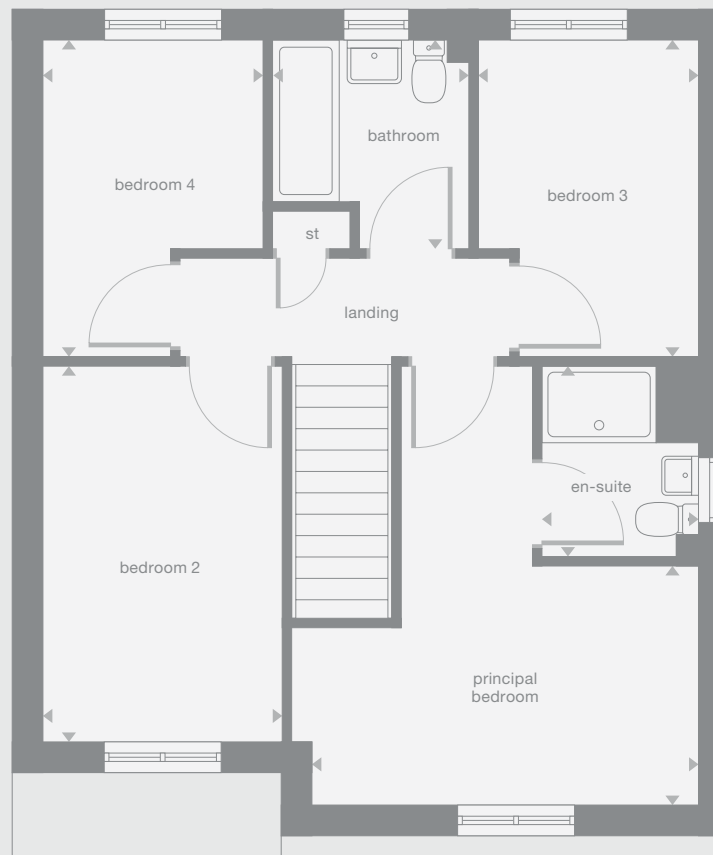 bathroom
bedroom 4
bedroom 3
st
landing
en-suite
bedroom 2
principal
bedroom